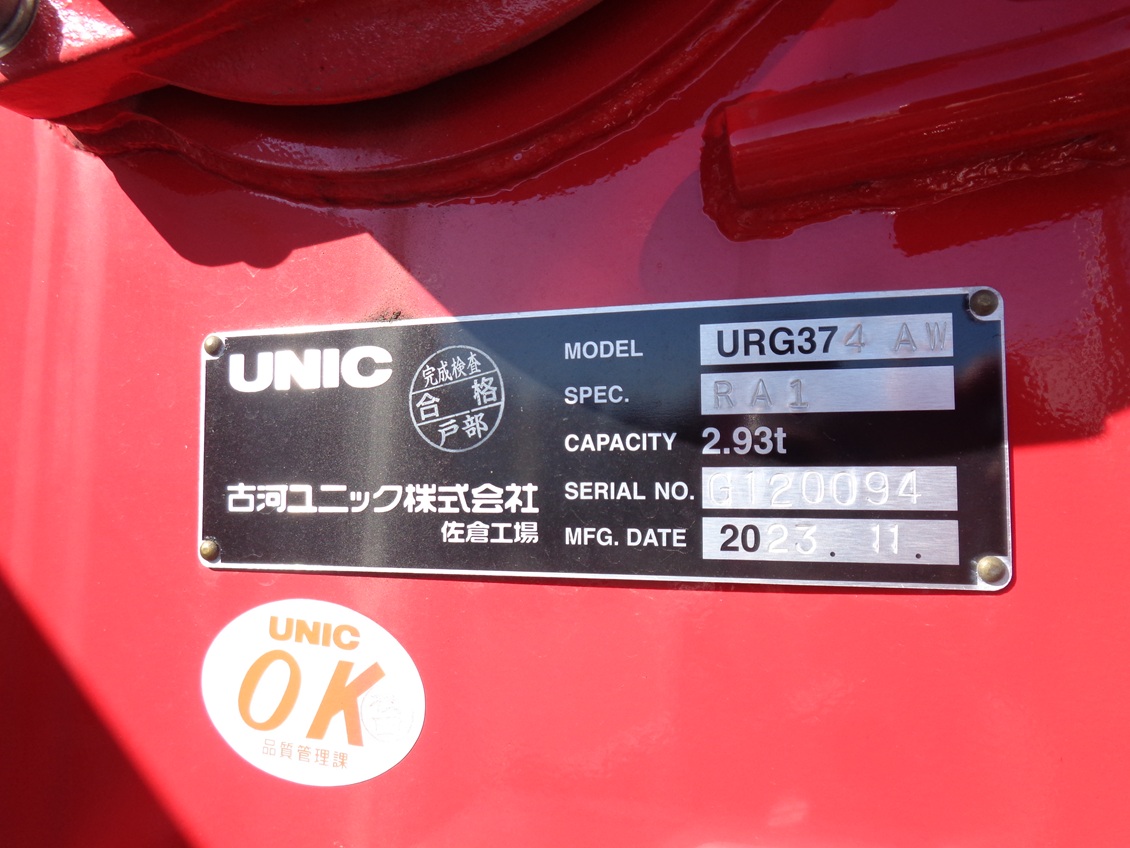 UNIC
完成検査
合格
戸部
古河ユニック株式会社
佐倉工場
MODEL URG374 AW
SPEC. RA1
CAPACITY 2.93t
SERIAL NO. G120094
MFG. DATE 2023. 11.
UNIC
OK
品質管理課